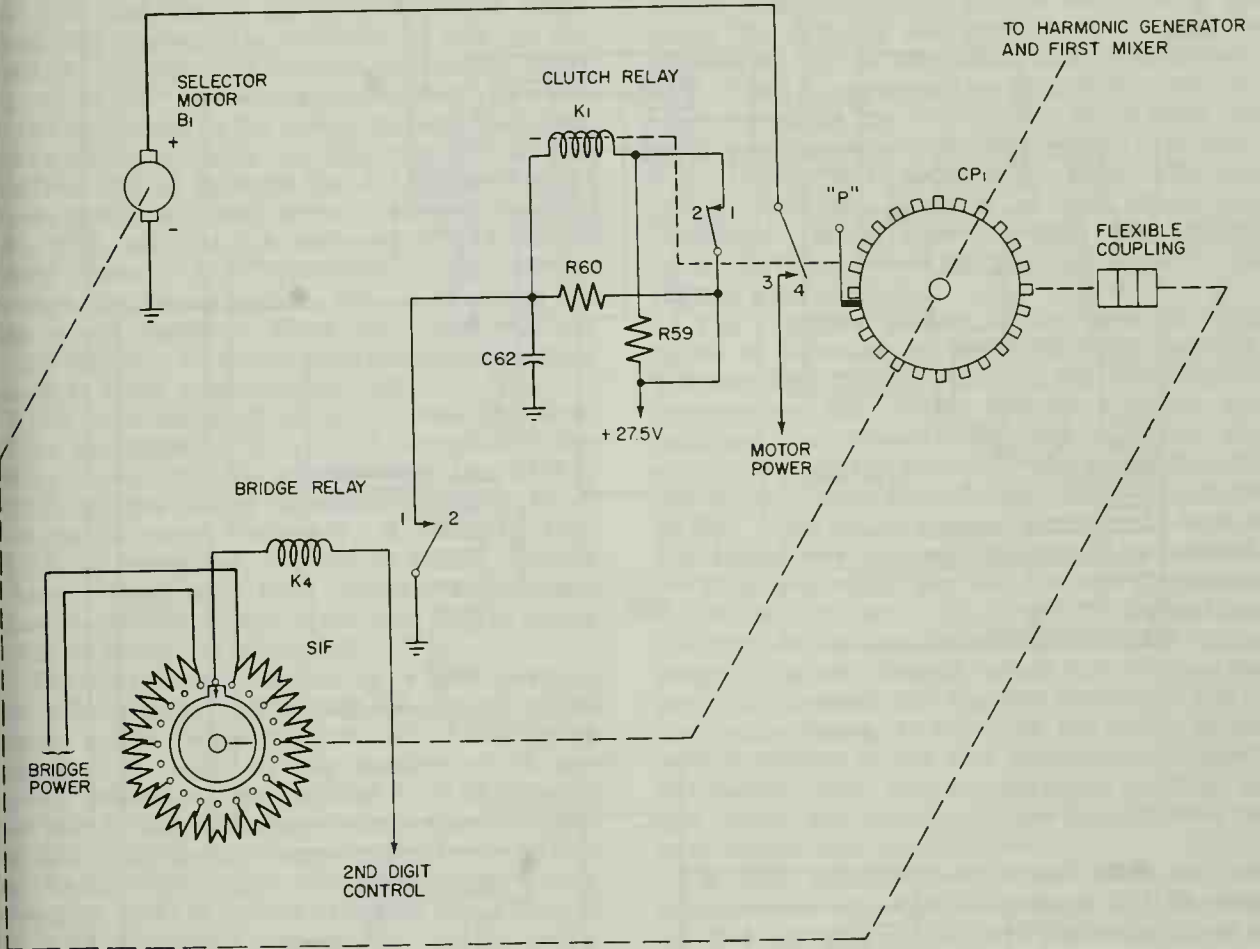 TO HARMONIC GENERATOR
AND FIRST MIXER
SELECTOR
MOTOR
B1
+
-
CLUTCH RELAY
K1
2 1
"P"
CP1
FLEXIBLE
COUPLING
R60
3 4
R59
C62
+ 27.5V
MOTOR
POWER
BRIDGE RELAY
1 2
K4
S1F
BRIDGE
POWER
2ND DIGIT
CONTROL